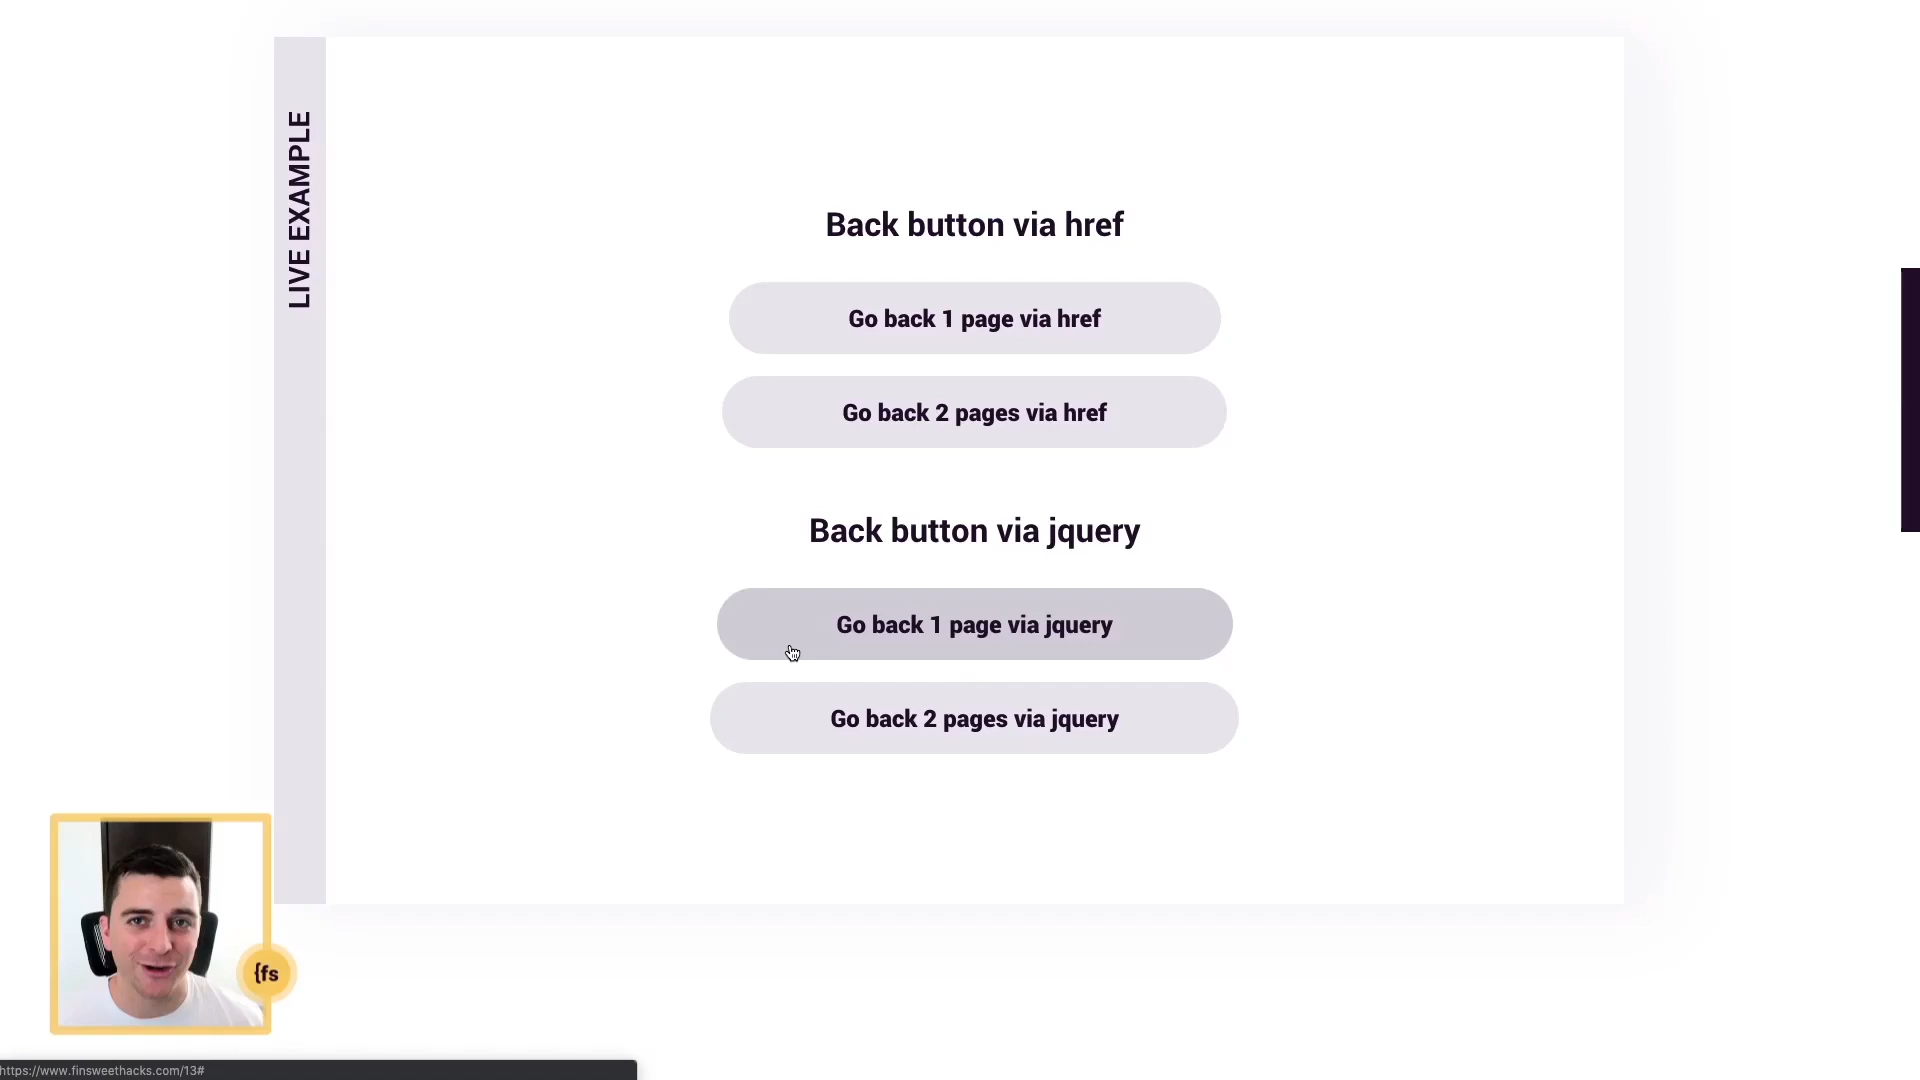 LIVE EXAMPLE
Back button via href
Go back 1 page via href
Go back 2 pages via href
Back button via jquery
Go back 1 page via jquery
Go back 2 pages via jquery
{fs
https://www.finsweethacks.com/13#